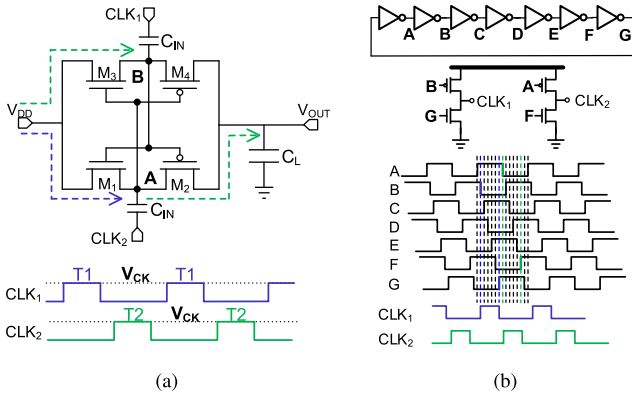 CLK1
CIN
M3
B
M4
VDD
VOUT
M1
A
M2
CL
CIN
CLK2
T1
VCK
T1
CLK1
T2
VCK
T2
CLK2
(a)
A
B
C
D
E
F
G
B
CLK1
G
A
CLK2
F
A
B
C
D
E
F
G
CLK1
CLK2
(b)